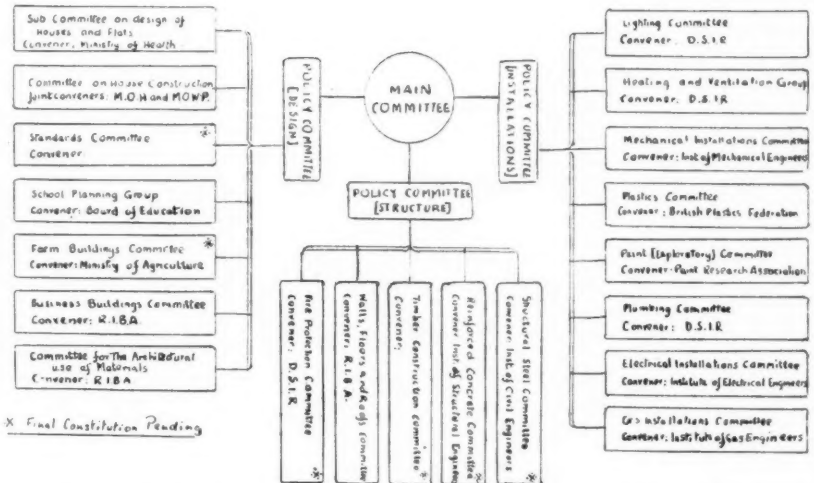 Sub Committee on design of
Houses and Flats
Convener, Ministry of Health
Committee on House Construction
Joint conveners: M.O.H and MOWP.
Standards Committee *
Convener
School Planning Group
Convener: Board of Education
Farm Buildings Committee *
Convener: Ministry of Agriculture
Business Buildings Committee
Convener: R.I.B.A.
Committee for The Architectural
use of Materials
Convener: R.I.B.A
* Final Constitution Pending
POLICY COMMITTEE
[DESIGN]
MAIN
COMMITTEE
POLICY COMMITTEE
[INSTALLATIONS]
POLICY COMMITTEE
[STRUCTURE]
Fire Protection Committee *
Convener: D.S.I.R
Walls, Floors and Roofs committee
Convener: R.I.B.A.
Timber Construction committee *
Convener:
Reinforced Concrete Committee *
Convener Inst. of Structural Engineers
Structural Steel Committee *
Convener: Inst. of Civil Engineers
Lighting Committee
Convener: D.S.I.R
Heating and Ventilation Group
Convener: D.S.I.R
Mechanical Installations Committee
Convener: Inst of Mechanical Engineers
Plastics Committee
Convener: British Plastics Federation
Paint [Exploratory] Committee
Convener: Paint Research Association
Plumbing Committee
Convener: D.S.I.R
Electrical Installations Committee
Convener: Institute of Electrical Engineers
Gas Installations Committee
Convener: Institute of Gas Engineers